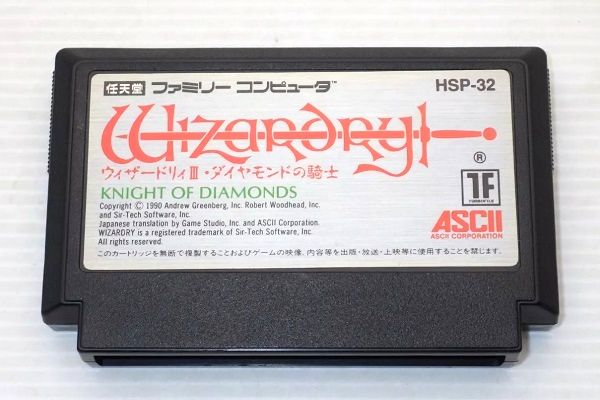 任天堂 ファミリー コンピュータ™ HSP-32
Wizardry
®
ウィザードリィⅢ・ダイヤモンドの騎士
KNIGHT OF DIAMONDS
Copyright © 1990 Andrew Greenberg, Inc. Robert Woodhead, Inc.
and Sir-Tech Software, Inc.
Japanese translation by Game Studio, Inc. and ASCII Corporation.
WIZARDRY is a registered trademark of Sir-Tech Software, Inc.
All rights reserved.
TF
TURBO FILE
ASCII
ASCII CORPORATION
このカートリッジを無断で複製することおよびゲームの映像、内容等を出版・放送・上映等に使用することを禁じます。